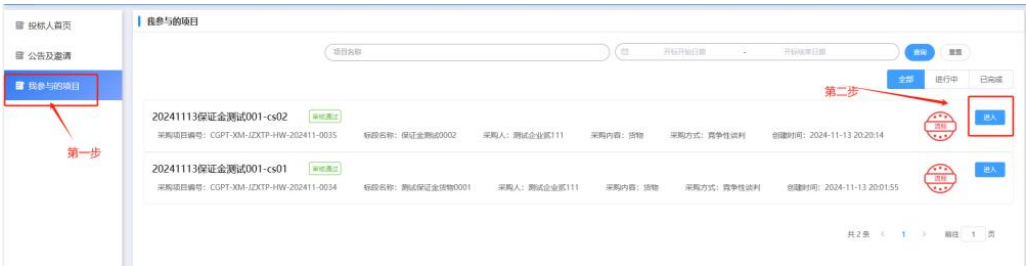 投标人首页
公告及邀请
我参与的项目
第一步
我参与的项目
项目名称
开标开始日期 - 开标结束日期
查询
重置
全部 进行中 已完成
第二步
20241113保证金测试001-cs02 审核通过
采购项目编号：CGPT-XM-JZXTP-HW-202411-0035 标段名称：保证金测试0002 采购人：测试企业贰111 采购内容：货物 采购方式：竞争性谈判 创建时间：2024-11-13 20:20:14
流标
进入
20241113保证金测试001-cs01 审核通过
采购项目编号：CGPT-XM-JZXTP-HW-202411-0034 标段名称：测试保证金货物0001 采购人：测试企业贰111 采购内容：货物 采购方式：竞争性谈判 创建时间：2024-11-13 20:01:55
流标
进入
共 2 条 < 1 > 前往 1 页